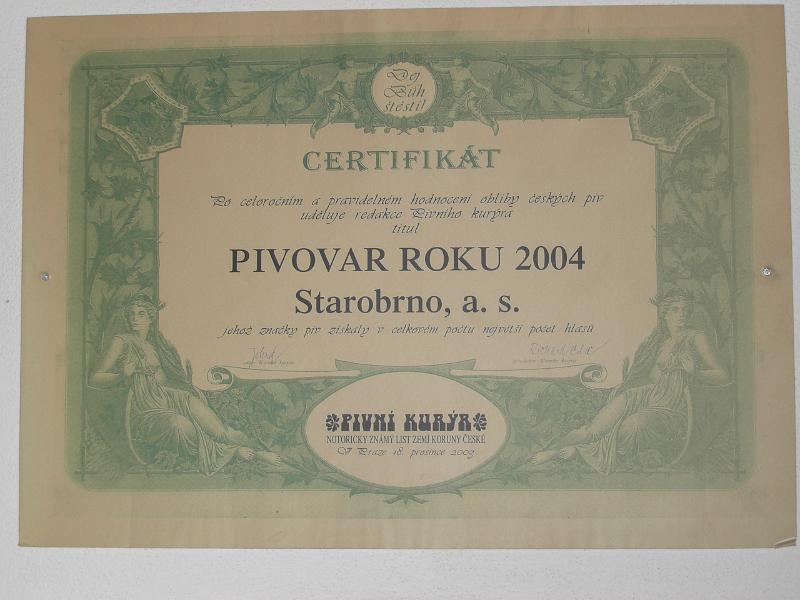 Dej
Bůh
štěstí!
CERTIFIKÁT
Po celoročním a pravidelném hodnocení obliby českých piv
uděluje redakce Pivního kurýra
titul
PIVOVAR ROKU 2004
Starobrno, a. s.
jehož značky piv získaly v celkovém počtu největší počet hlasů
PIVNÍ KURÝR
NOTORICKY ZNÁMÝ LIST ZEMÍ KORUNY ČESKÉ
V Praze 18. prosince 2003